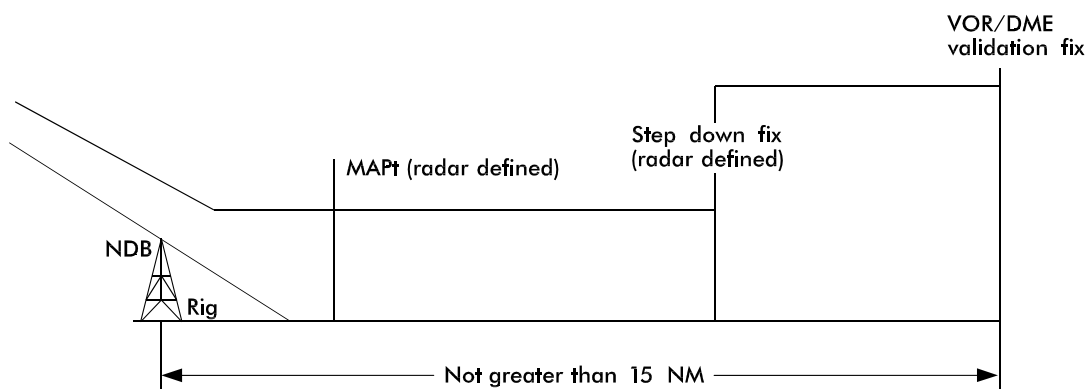 VOR/DME
validation fix
Step down fix
(radar defined)
MAPt (radar defined)
NDB
Rig
Not greater than 15 NM